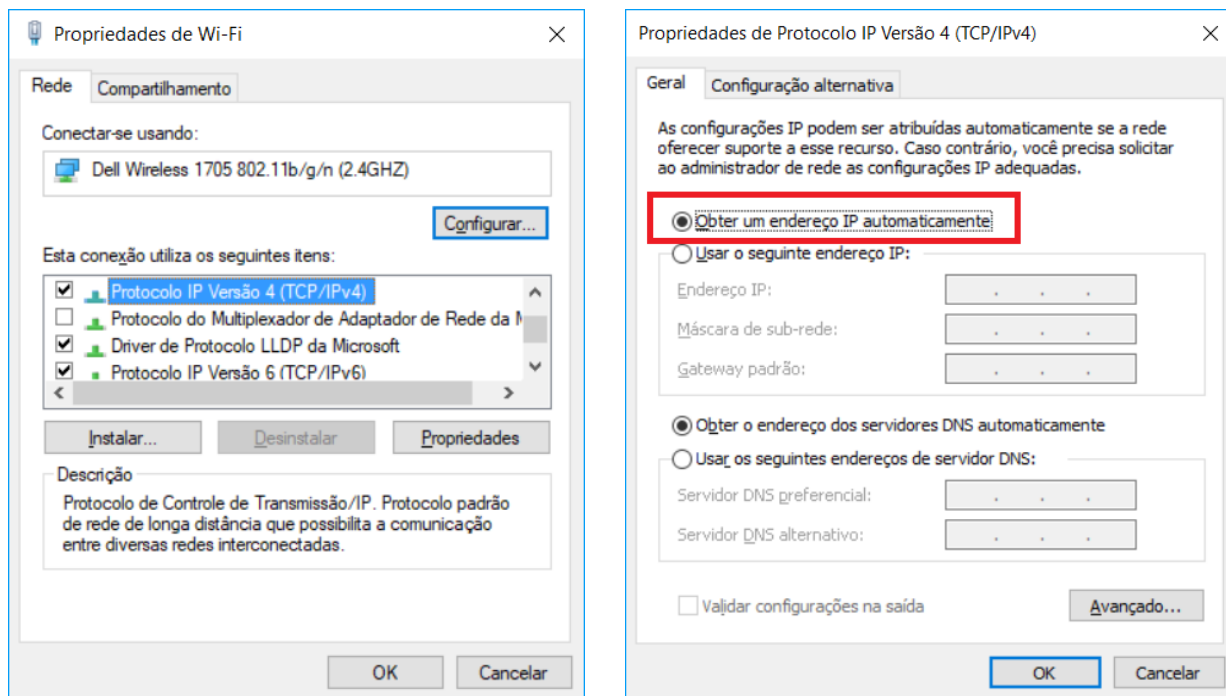 Propriedades de Wi-Fi
Rede
Compartilhamento
Conectar-se usando:
Dell Wireless 1705 802.11b/g/n (2.4GHZ)
Configurar...
Esta conexão utiliza os seguintes itens:
Protocolo IP Versão 4 (TCP/IPv4)
Protocolo do Multiplexador de Adaptador de Rede da
Driver de Protocolo LLDP da Microsoft
Protocolo IP Versão 6 (TCP/IPv6)
Instalar...
Desinstalar
Propriedades
Descrição
Protocolo de Controle de Transmissão/IP. Protocolo padrão
de rede de longa distância que possibilita a comunicação
entre diversas redes interconectadas.
OK
Cancelar
Propriedades de Protocolo IP Versão 4 (TCP/IPv4)
Geral
Configuração alternativa
As configurações IP podem ser atribuídas automaticamente se a rede
oferecer suporte a esse recurso. Caso contrário, você precisa solicitar
ao administrador de rede as configurações IP adequadas.
Obter um endereço IP automaticamente
Usar o seguinte endereço IP:
Endereço IP:
Máscara de sub-rede:
Gateway padrão:
Obter o endereço dos servidores DNS automaticamente
Usar os seguintes endereços de servidor DNS:
Servidor DNS preferencial:
Servidor DNS alternativo:
Validar configurações na saída
Avançado...
OK
Cancelar